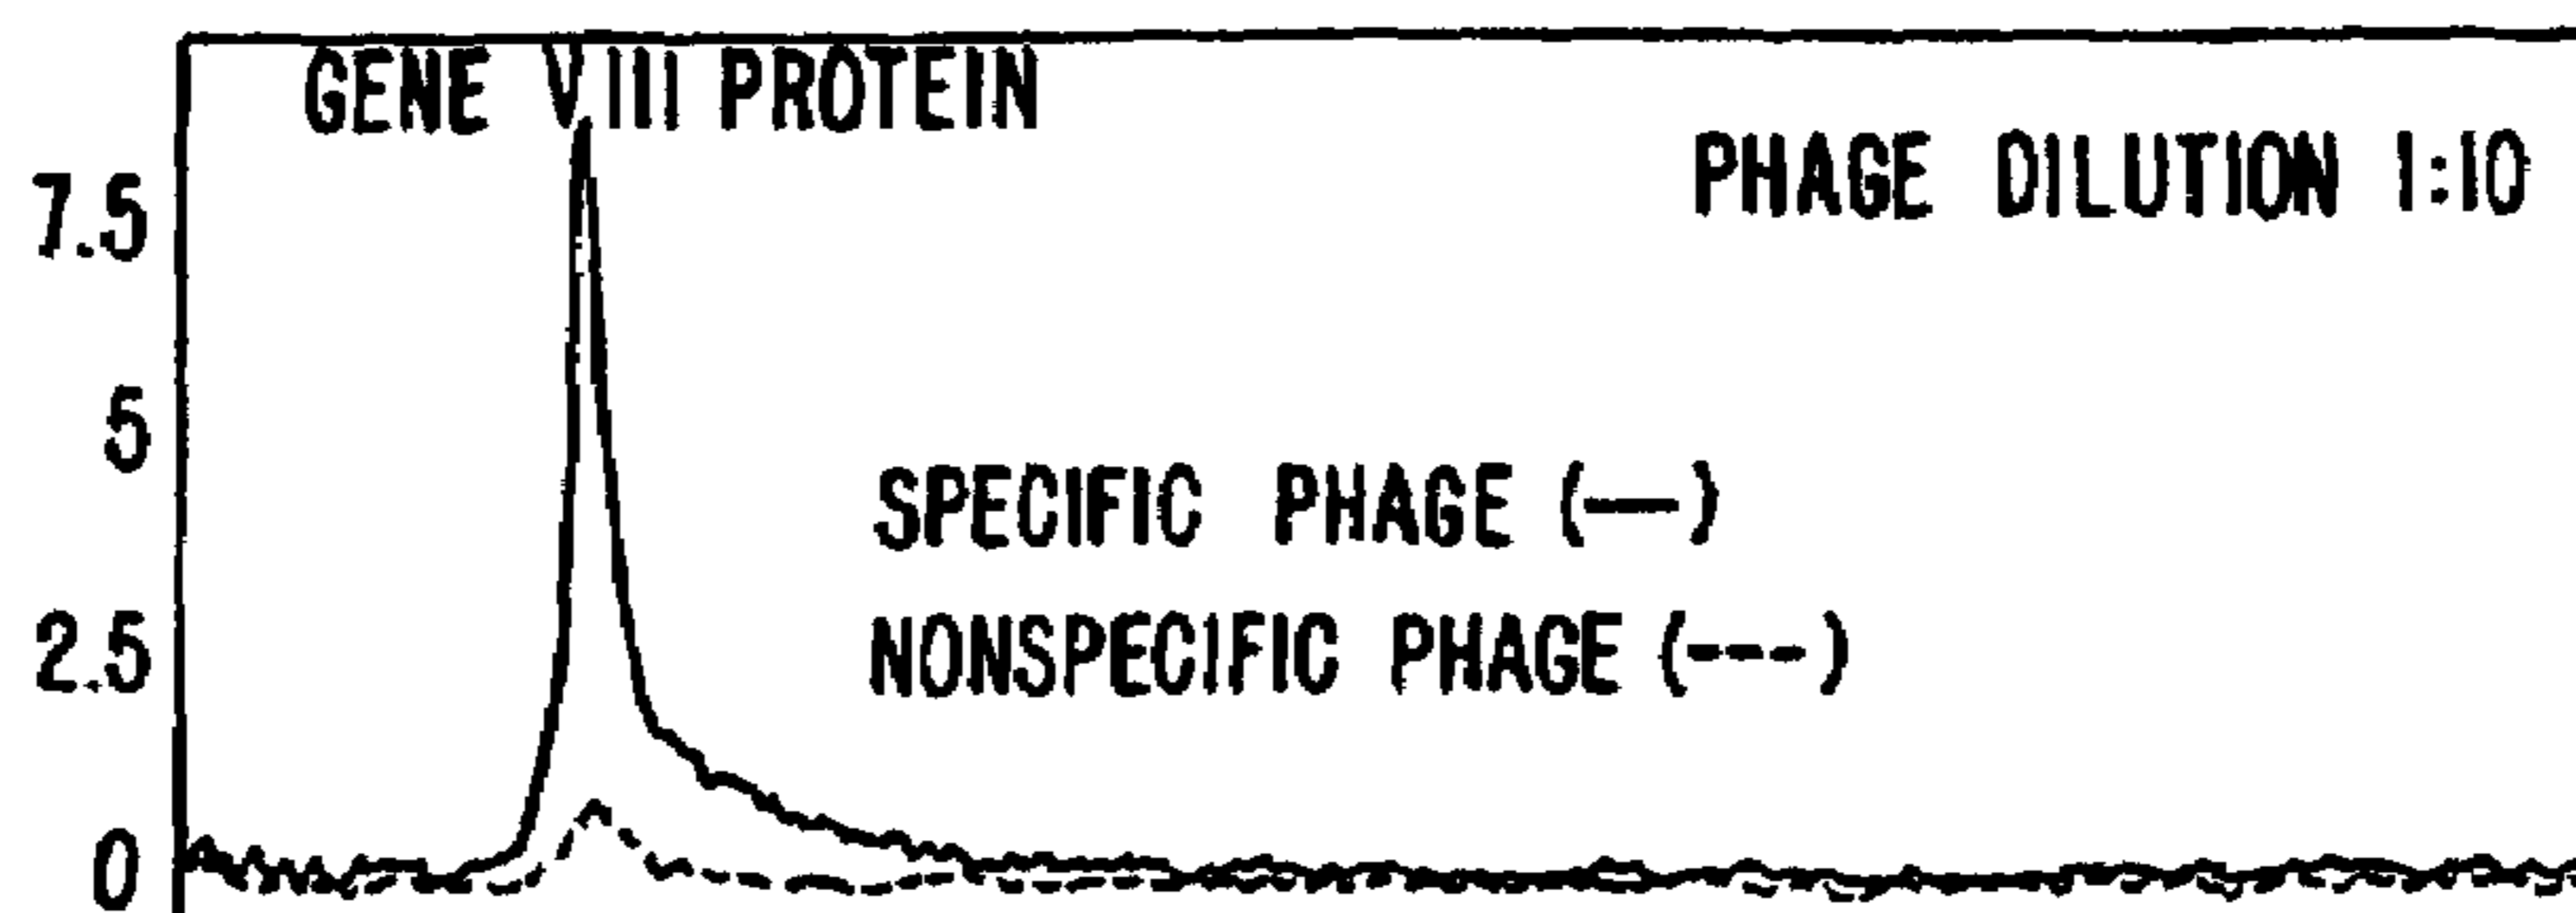 GENE VIII PROTEIN
PHAGE DILUTION 1:10
7.5
5
SPECIFIC PHAGE (—)
2.5
NONSPECIFIC PHAGE (---)
0